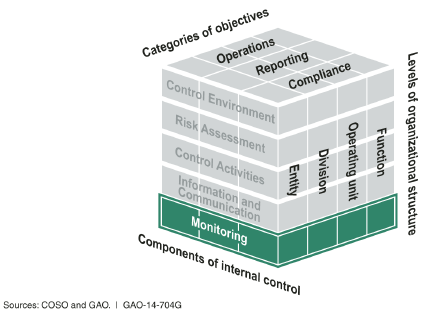 Categories of objectives
Operations
Reporting
Compliance
Levels of organizational structure
Control Environment
Risk Assessment
Control Activities
Information and
Communication
Monitoring
Entity
Division
Operating unit
Function
Components of internal control
Sources: COSO and GAO. | GAO-14-704G